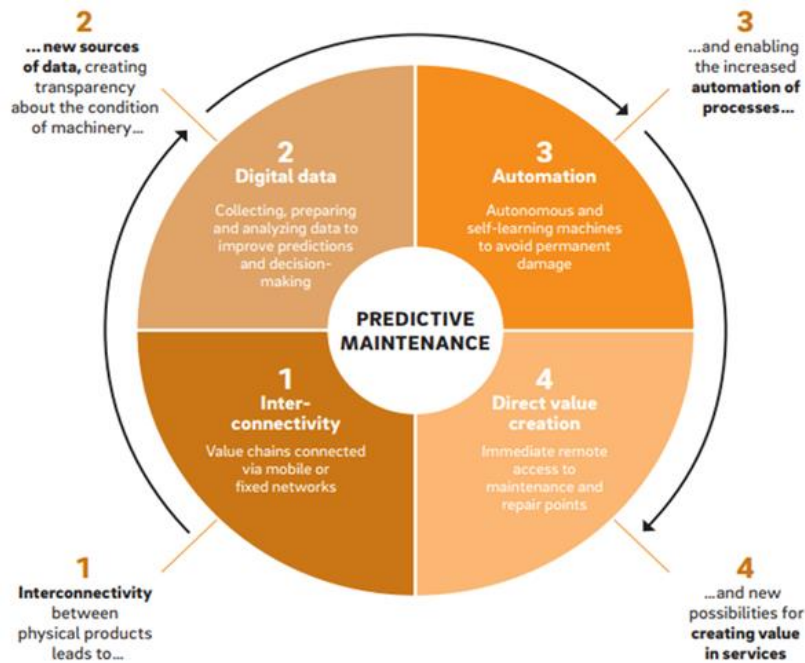 2
...new sources
of data, creating
transparency
about the condition
of machinery...
3
...and enabling
the increased
automation of
processes...
2
Digital data
Collecting, preparing
and analyzing data to
improve predictions
and decision-
making
3
Automation
Autonomous and
self-learning machines
to avoid permanent
damage
PREDICTIVE
MAINTENANCE
1
Inter-
connectivity
Value chains connected
via mobile or
fixed networks
4
Direct value
creation
Immediate remote
access to
maintenance and
repair points
1
Interconnectivity
between
physical products
leads to...
4
...and new
possibilities for
creating value
in services